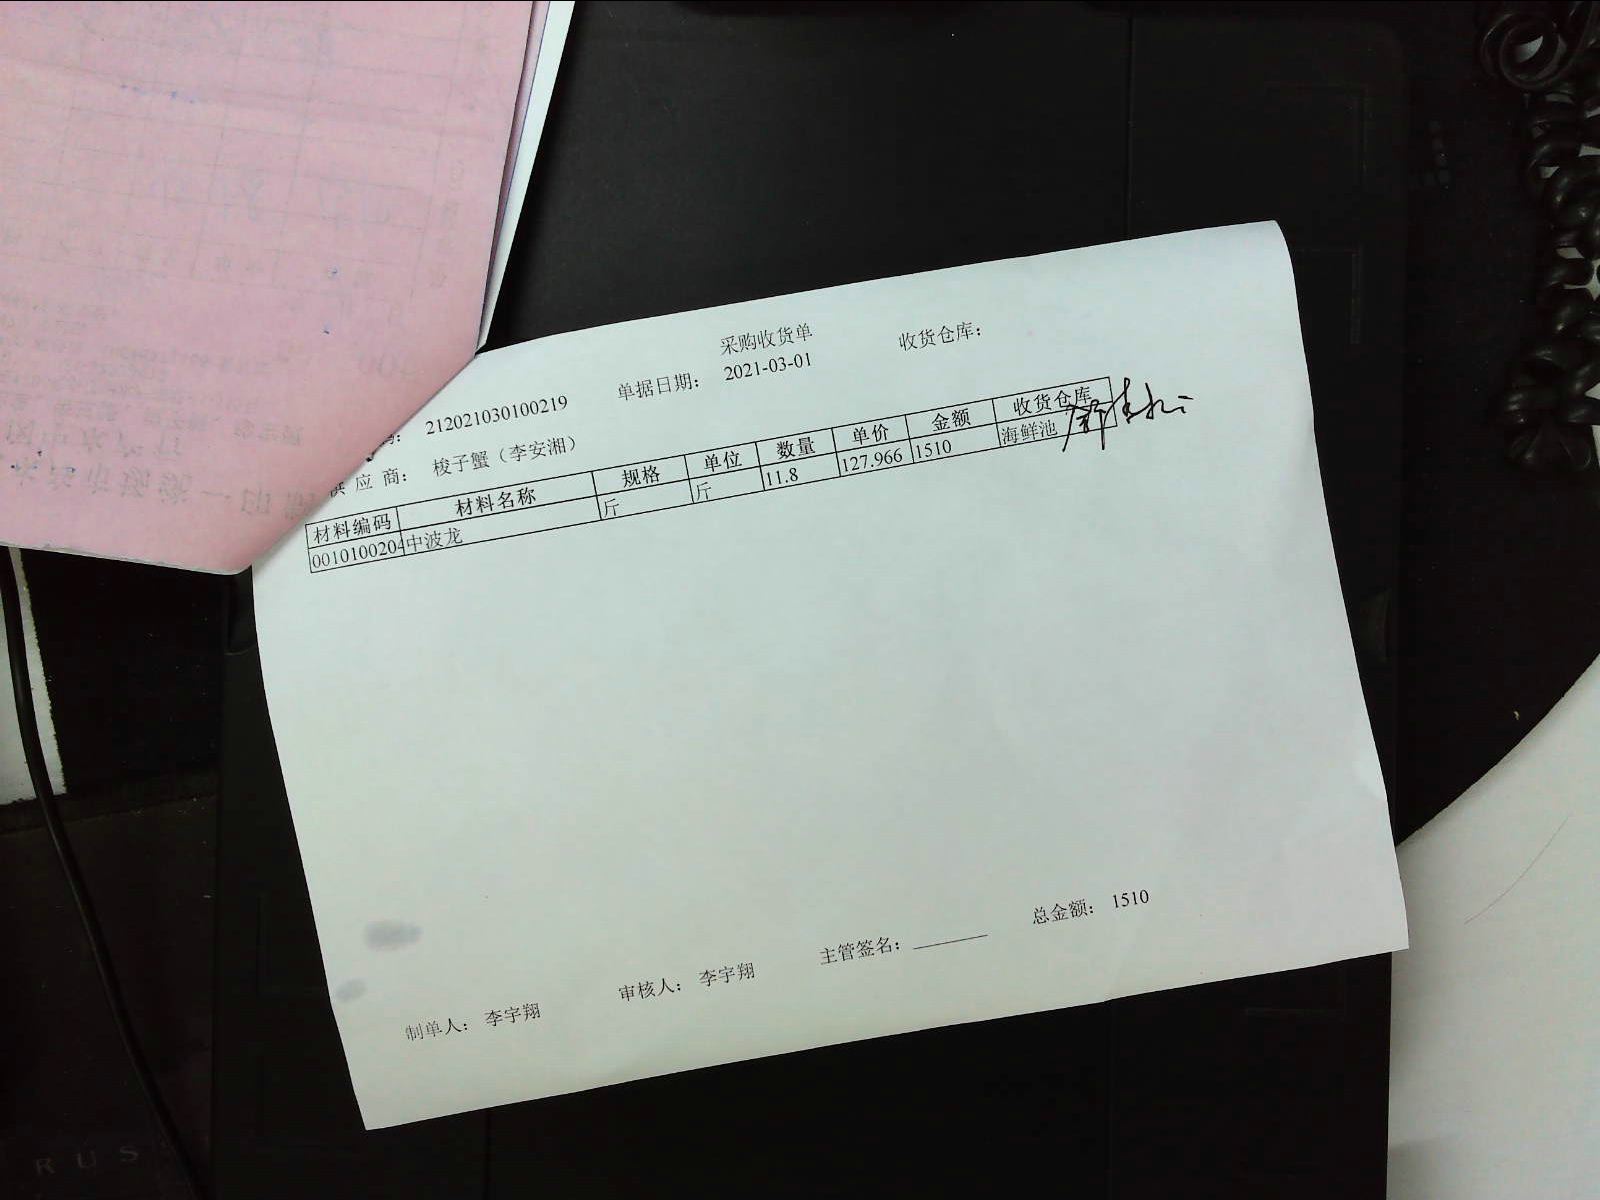 采购收货单
收货仓库:
单据日期: 2021-03-01
: 212021030100219
供 应 商: 梭子蟹（李安湘）
材料编码 材料名称 规格 单位 数量 单价 金额 收货仓库
0010100204 中波龙 斤 斤 11.8 127.966 1510 海鲜池
总金额: 1510
主管签名:
审核人: 李宇翔
制单人: 李宇翔
RUS